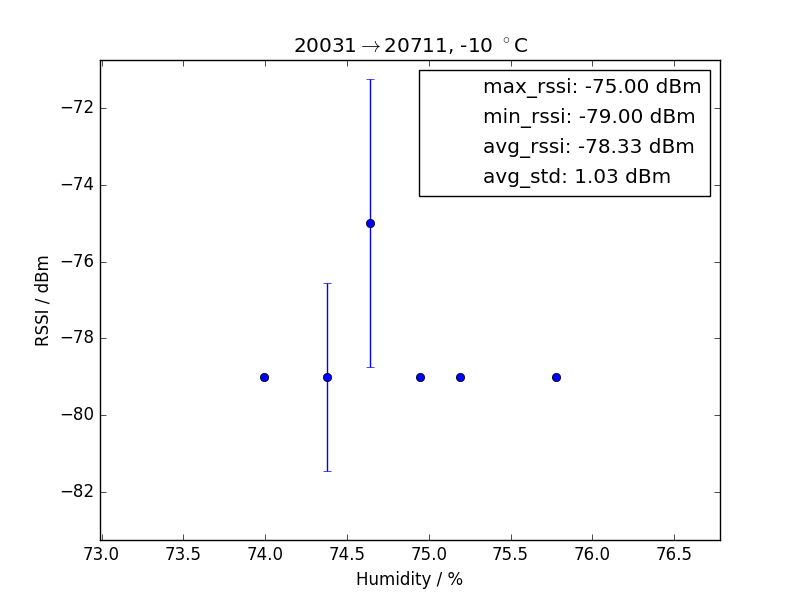 20031→20711, -10 °C
max_rssi: -75.00 dBm
min_rssi: -79.00 dBm
avg_rssi: -78.33 dBm
avg_std: 1.03 dBm
RSSI / dBm
−72
−74
−76
−78
−80
−82
73.0 73.5 74.0 74.5 75.0 75.5 76.0 76.5
Humidity / %